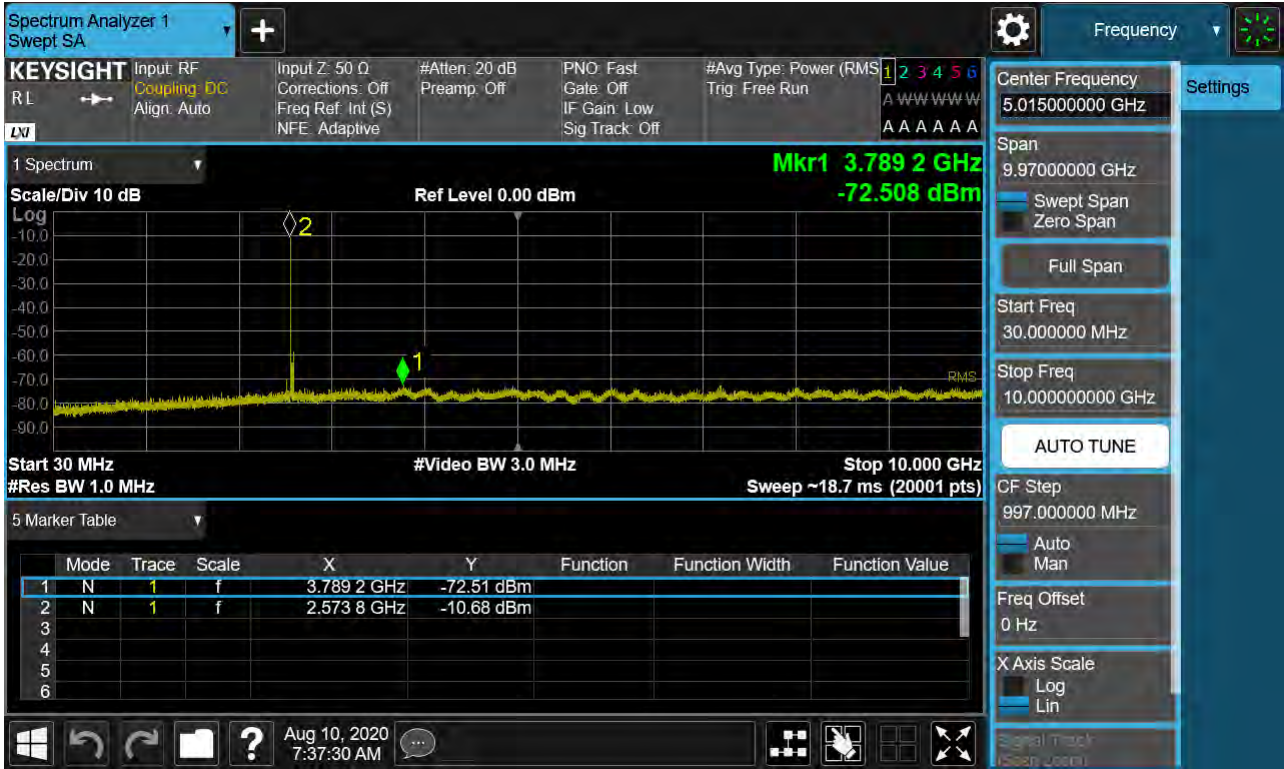 Spectrum Analyzer 1
Swept SA
Frequency
KEYSIGHT
R L
LXI
Input: RF
Coupling: DC
Align: Auto
Input Z: 50 Ω
Corrections: Off
Freq Ref: Int (S)
NFE: Adaptive
#Atten: 20 dB
Preamp: Off
PNO: Fast
Gate: Off
IF Gain: Low
Sig Track: Off
#Avg Type: Power (RMS
Trig: Free Run
1 2 3 4 5 6
A W W W W W
A A A A A A
1 Spectrum
Mkr1 3.789 2 GHz
-72.508 dBm
Scale/Div 10 dB
Ref Level 0.00 dBm
Log
-10.0
-20.0
-30.0
-40.0
-50.0
-60.0
-70.0
-80.0
-90.0
2
1
RMS
Start 30 MHz
#Video BW 3.0 MHz
Stop 10.000 GHz
#Res BW 1.0 MHz
Sweep ~18.7 ms (20001 pts)
5 Marker Table
Mode Trace Scale X Y Function Function Width Function Value
1 N 1 f 3.789 2 GHz -72.51 dBm
2 N 1 f 2.573 8 GHz -10.68 dBm
3
4
5
6
Aug 10, 2020
7:37:30 AM
Center Frequency
5.015000000 GHz
Span
9.97000000 GHz
Swept Span
Zero Span
Full Span
Start Freq
30.000000 MHz
Stop Freq
10.000000000 GHz
AUTO TUNE
CF Step
997.000000 MHz
Auto
Man
Freq Offset
0 Hz
X Axis Scale
Log
Lin
Signal Track
(Span Zoom)
Settings